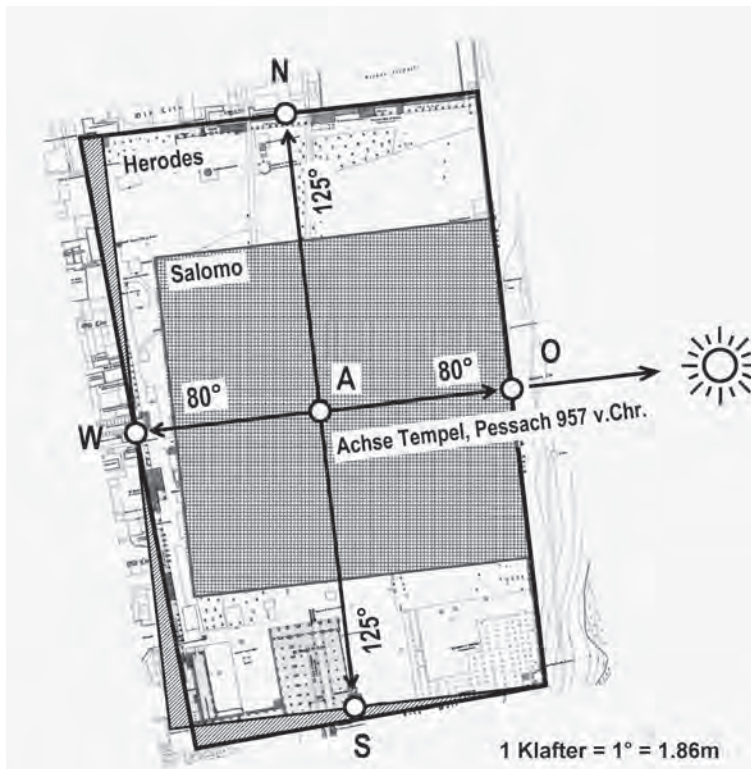 N
Herodes
125°
Salomo
O
A
80°
80°
W
Achse Tempel, Pessach 957 v.Chr.
125°
S
1 Klafter = 1° = 1.86m